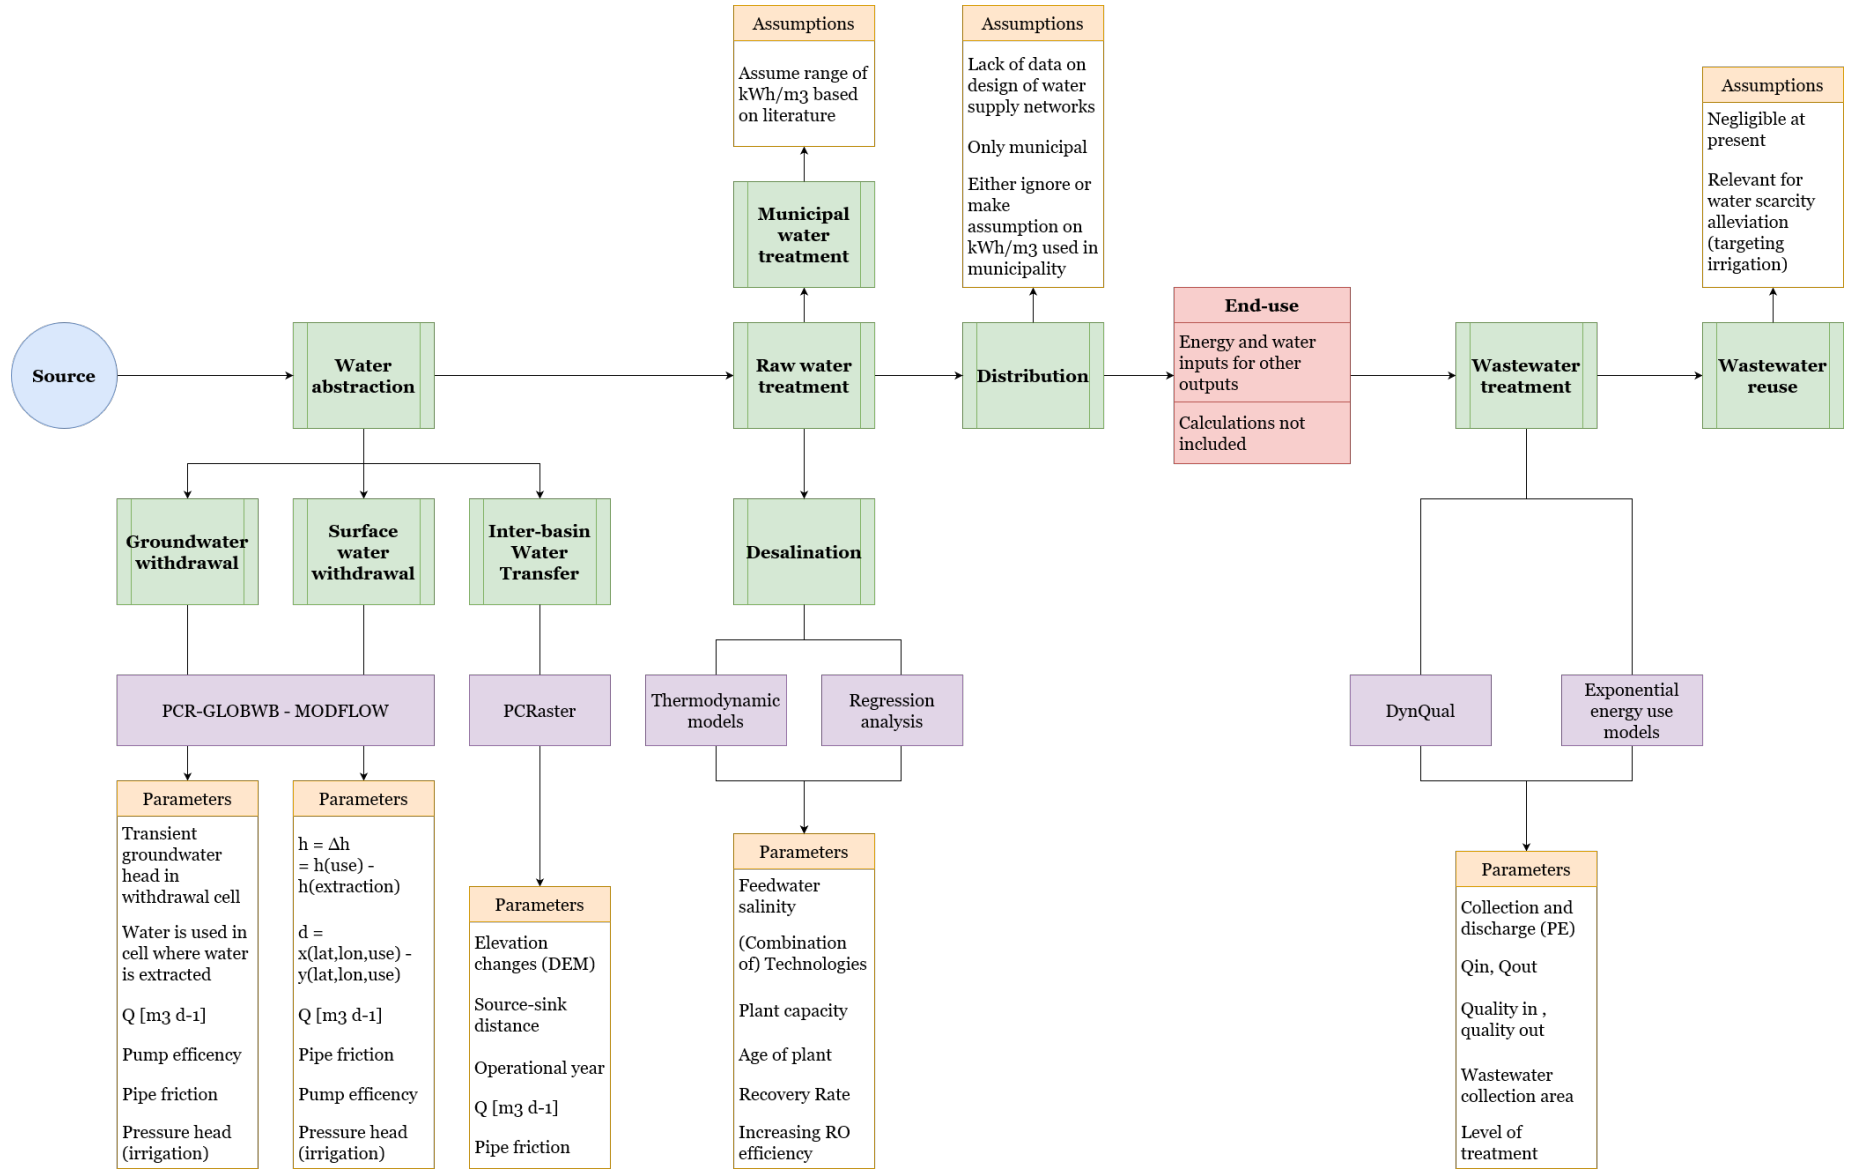 Assumptions
Assume range of
kWh/m3 based
on literature
Assumptions
Lack of data on
design of water
supply networks
Only municipal
Either ignore or
make
assumption on
kWh/m3 used in
municipality
Assumptions
Negligible at
present
Relevant for
water scarcity
alleviation
(targeting
irrigation)
Municipal
water
treatment
Source
Water
abstraction
Raw water
treatment
Distribution
End-use
Energy and water
inputs for other
outputs
Calculations not
included
Wastewater
treatment
Wastewater
reuse
Groundwater
withdrawal
Surface
water
withdrawal
Inter-basin
Water
Transfer
Desalination
PCR-GLOBWB - MODFLOW
PCRaster
Thermodynamic
models
Regression
analysis
DynQual
Exponential
energy use
models
Parameters
Transient
groundwater
head in
withdrawal cell
Water is used in
cell where water
is extracted
Q [m3 d-1]
Pump efficency
Pipe friction
Pressure head
(irrigation)
Parameters
h = Δh
= h(use) -
h(extraction)
d =
x(lat,lon,use) -
y(lat,lon,use)
Q [m3 d-1]
Pipe friction
Pump efficency
Pressure head
(irrigation)
Parameters
Elevation
changes (DEM)
Source-sink
distance
Operational year
Q [m3 d-1]
Pipe friction
Parameters
Feedwater
salinity
(Combination
of) Technologies
Plant capacity
Age of plant
Recovery Rate
Increasing RO
efficiency
Parameters
Collection and
discharge (PE)
Qin, Qout
Quality in ,
quality out
Wastewater
collection area
Level of
treatment